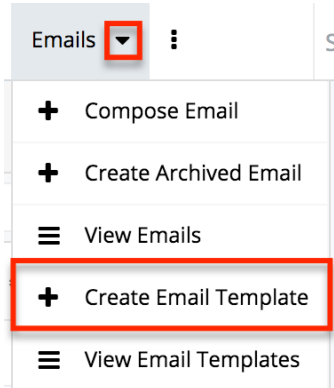 Emails
Compose Email
Create Archived Email
View Emails
Create Email Template
View Email Templates